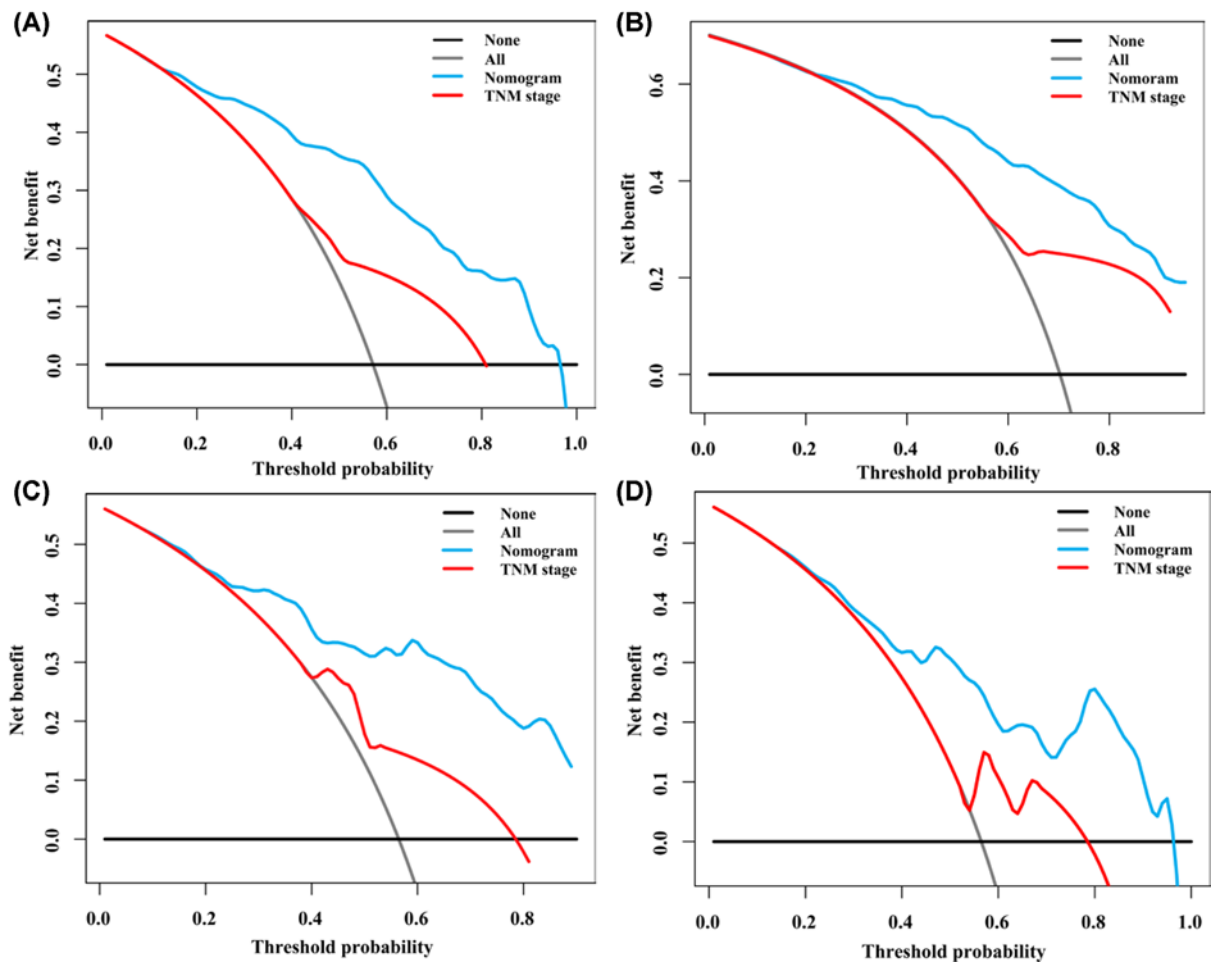 (A)
None
All
Nomogram
TNM stage
Net benefit
0.5
0.4
0.3
0.2
0.1
0.0
0.0 0.2 0.4 0.6 0.8 1.0
Threshold probability
(B)
None
All
Nomoram
TNM stage
Net benefit
0.6
0.4
0.2
0.0
0.0 0.2 0.4 0.6 0.8
Threshold probability
(C)
None
All
Nomogram
TNM stage
Net benefit
0.5
0.4
0.3
0.2
0.1
0.0
0.0 0.2 0.4 0.6 0.8
Threshold probability
(D)
None
All
Nomogram
TNM stage
Net benefit
0.5
0.4
0.3
0.2
0.1
0.0
0.0 0.2 0.4 0.6 0.8 1.0
Threshold probability